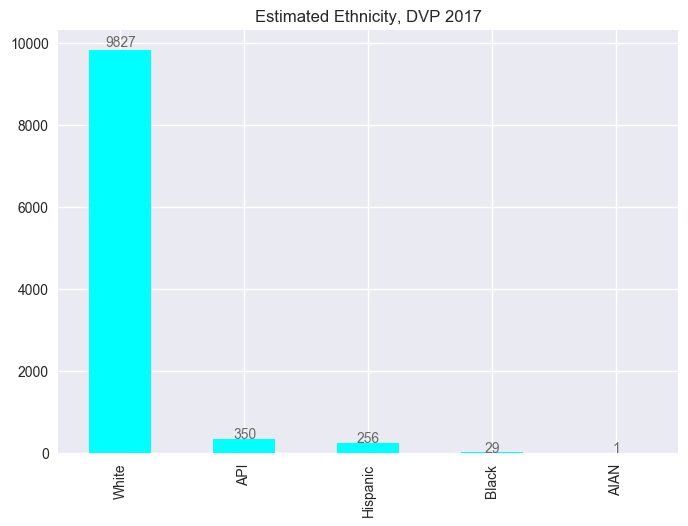 Estimated Ethnicity, DVP 2017
10000
9827
8000
6000
4000
2000
350
256
29
1
0
White
API
Hispanic
Black
AIAN